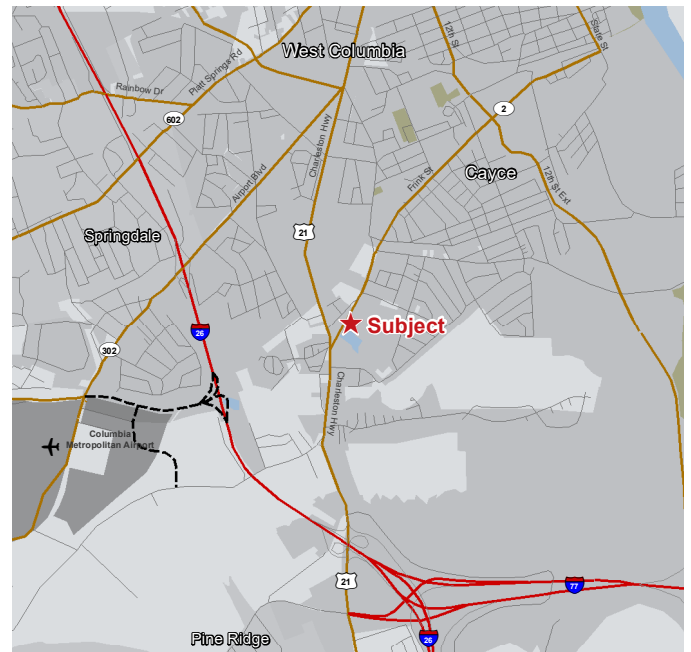 12th St
State St
West Columbia
Platt Springs Rd
Rainbow Dr
602
Charleston Hwy
2
Airport Blvd
Frink St
Cayce
12th St Ext
Springdale
21
Subject
26
302
Charleston Hwy
Columbia
Metropolitan Airport
21
77
26
Pine Ridge